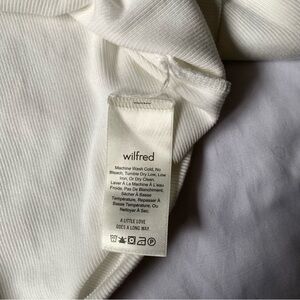 wilfred
Machine Wash Cold, No
Bleach, Tumble Dry Low, Low
Iron, Or Dry Clean.
Laver À La Machine À L'eau
Froide, Pas De Blanchiment,
Sécher À Basse
Température, Repasser À
Basse Température, Ou
Nettoyer À Sec.
A LITTLE LOVE
GOES A LONG WAY.